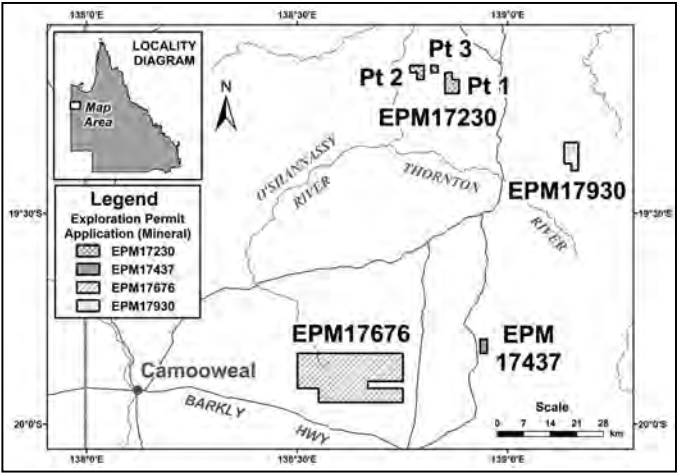 138°0'E 138°30'E 139°0'E
LOCALITY
DIAGRAM
Map
Area
N
Pt 3
Pt 2
Pt 1
EPM17230
O'SHANNASSY
RIVER
THORNTON
RIVER
EPM17930
19°30'S 19°30'S
Legend
Exploration Permit
Application (Mineral)
EPM17230
EPM17437
EPM17676
EPM17930
EPM17676
EPM
17437
Camooweal
BARKLY
HWY
Scale
0 7 14 21 28
km
20°0'S 20°0'S
138°0'E 138°30'E 139°0'E